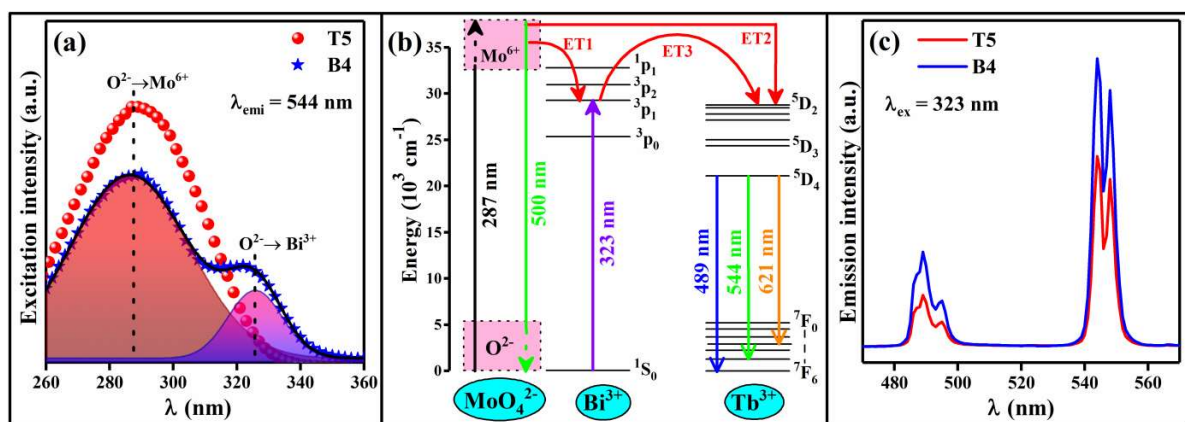 (a)
T5
B4
O²⁻→Mo⁶⁺
λemi = 544 nm
O²⁻→ Bi³⁺
Excitation intensity (a.u.)
260 280 300 320 340 360
λ (nm)
(b)
Energy (10³ cm⁻¹)
35
30
25
20
15
10
5
0
Mo⁶⁺
O²⁻
287 nm
500 nm
MoO₄²⁻
ET1
ET3
ET2
¹p₁
³p₂
³p₁
³p₀
323 nm
¹S₀
Bi³⁺
⁵D₂
⁵D₃
⁵D₄
489 nm
544 nm
621 nm
⁷F₀
⁷F₆
Tb³⁺
(c)
T5
B4
λex = 323 nm
Emission intensity (a.u.)
480 500 520 540 560
λ (nm)